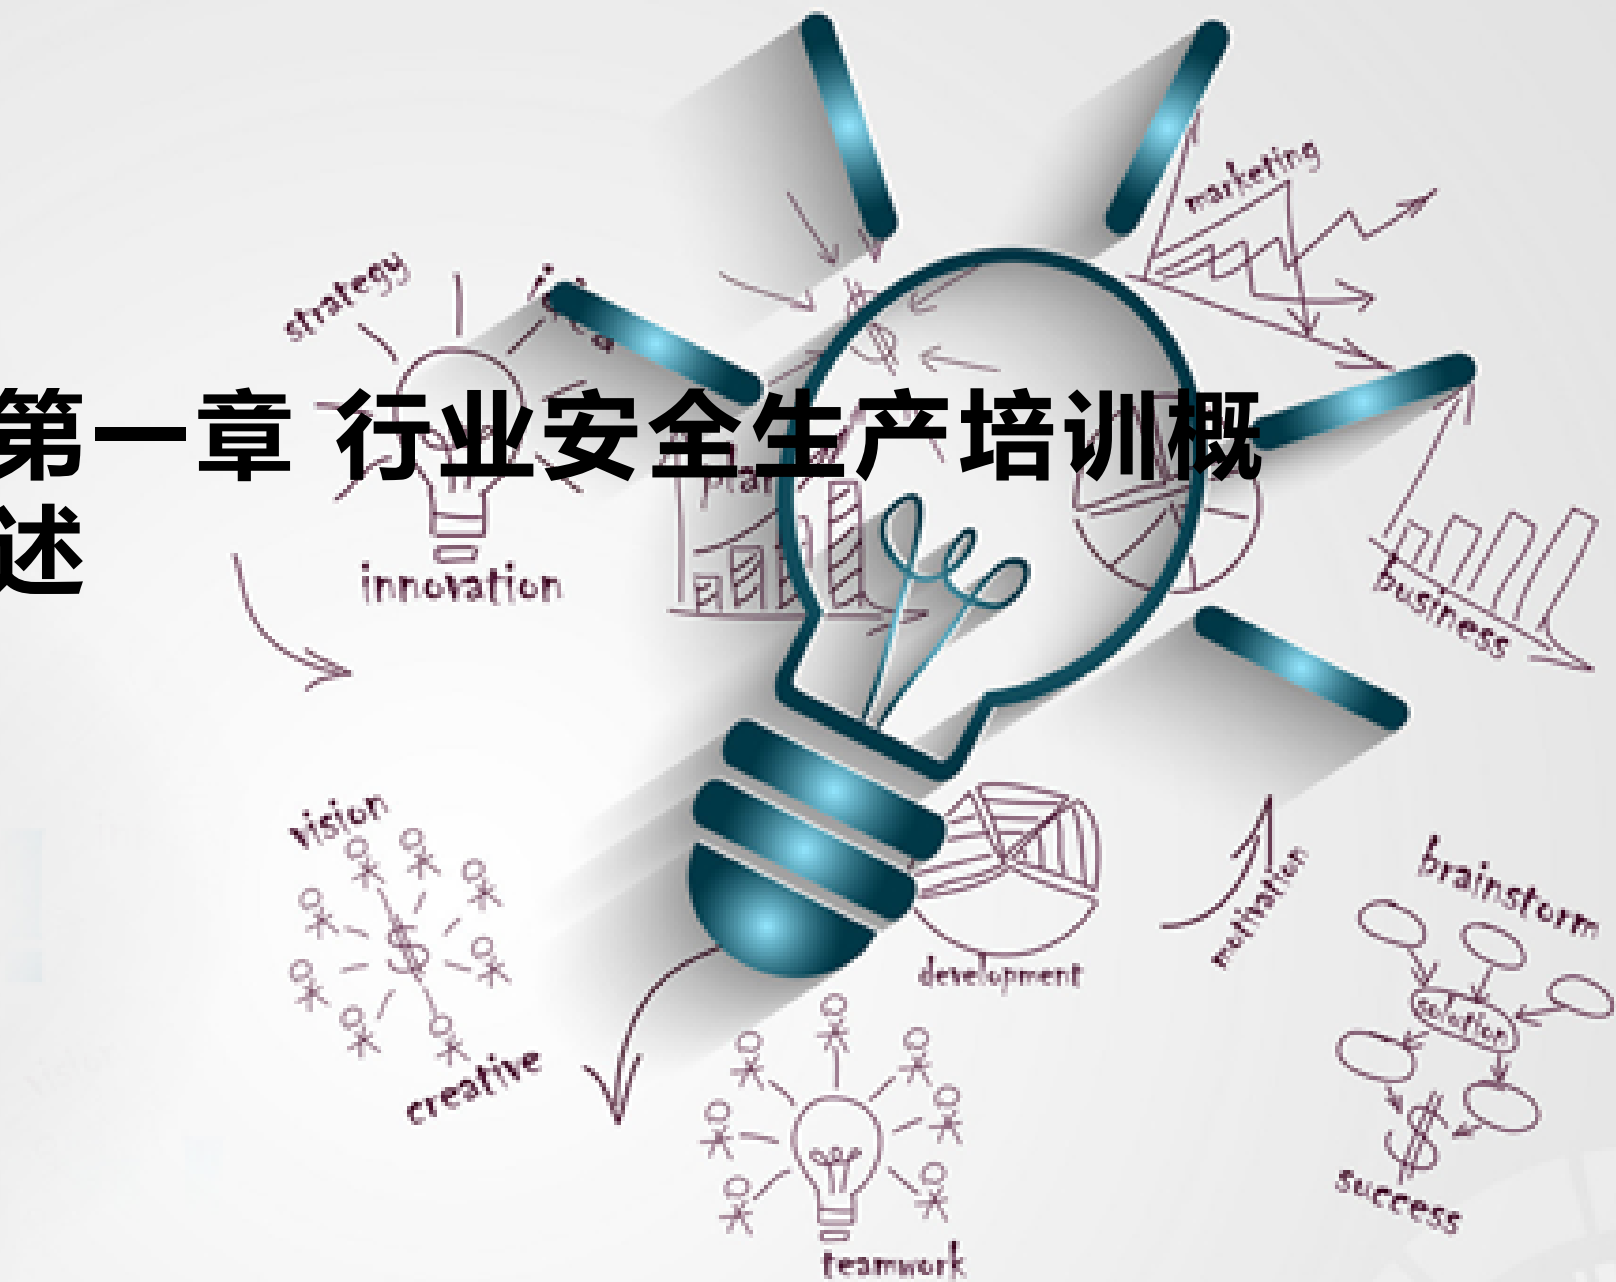 marketing
strategy
第一章 行业安全生产培训概
述
plan
innovation
business
vision
motivation
brainstorm
development
solution
creative
success
teamwork